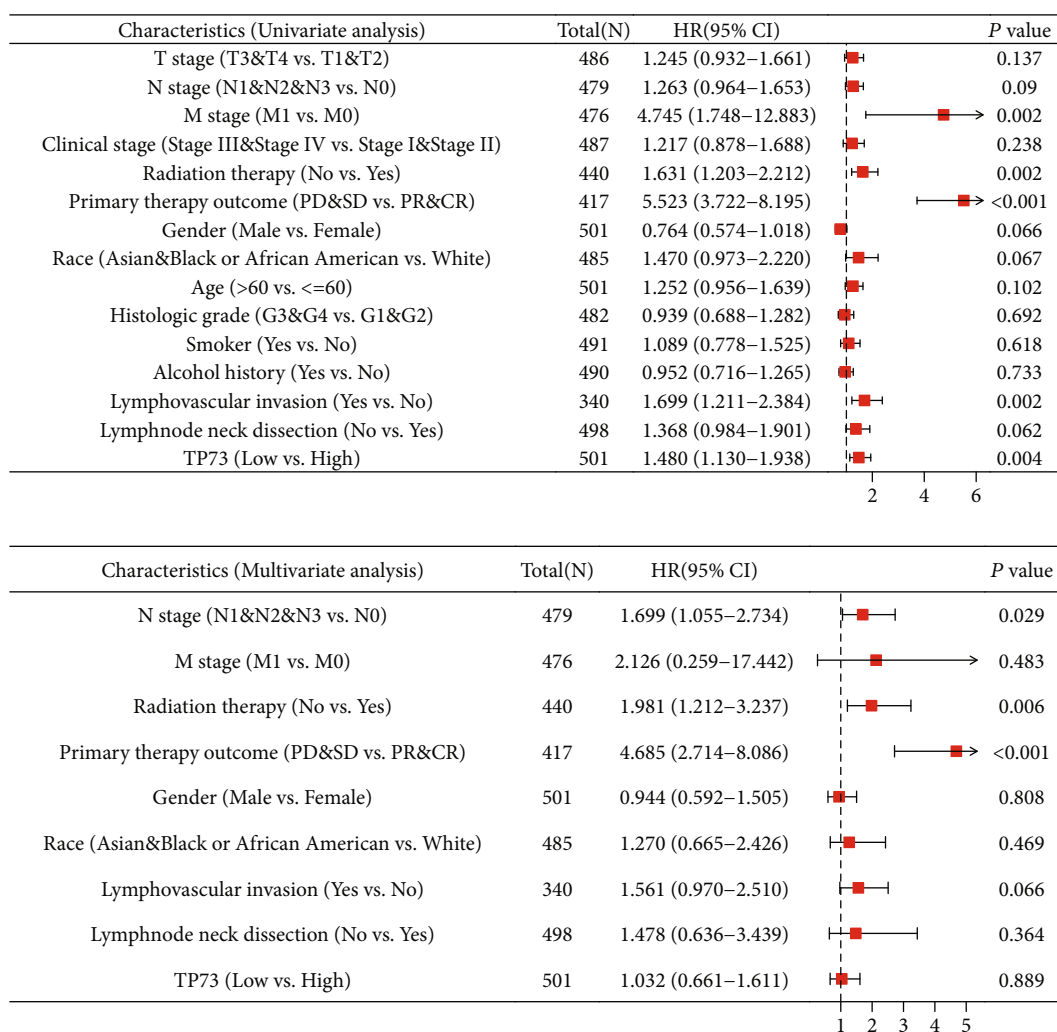 Characteristics (Univariate analysis) Total(N) HR(95% CI) P value
T stage (T3&T4 vs. T1&T2) 486 1.245 (0.932−1.661) 0.137
N stage (N1&N2&N3 vs. N0) 479 1.263 (0.964−1.653) 0.09
M stage (M1 vs. M0) 476 4.745 (1.748−12.883) 0.002
Clinical stage (Stage III&Stage IV vs. Stage I&Stage II) 487 1.217 (0.878−1.688) 0.238
Radiation therapy (No vs. Yes) 440 1.631 (1.203−2.212) 0.002
Primary therapy outcome (PD&SD vs. PR&CR) 417 5.523 (3.722−8.195) <0.001
Gender (Male vs. Female) 501 0.764 (0.574−1.018) 0.066
Race (Asian&Black or African American vs. White) 485 1.470 (0.973−2.220) 0.067
Age (>60 vs. <=60) 501 1.252 (0.956−1.639) 0.102
Histologic grade (G3&G4 vs. G1&G2) 482 0.939 (0.688−1.282) 0.692
Smoker (Yes vs. No) 491 1.089 (0.778−1.525) 0.618
Alcohol history (Yes vs. No) 490 0.952 (0.716−1.265) 0.733
Lymphovascular invasion (Yes vs. No) 340 1.699 (1.211−2.384) 0.002
Lymphnode neck dissection (No vs. Yes) 498 1.368 (0.984−1.901) 0.062
TP73 (Low vs. High) 501 1.480 (1.130−1.938) 0.004
2 4 6
Characteristics (Multivariate analysis) Total(N) HR(95% CI) P value
N stage (N1&N2&N3 vs. N0) 479 1.699 (1.055−2.734) 0.029
M stage (M1 vs. M0) 476 2.126 (0.259−17.442) 0.483
Radiation therapy (No vs. Yes) 440 1.981 (1.212−3.237) 0.006
Primary therapy outcome (PD&SD vs. PR&CR) 417 4.685 (2.714−8.086) <0.001
Gender (Male vs. Female) 501 0.944 (0.592−1.505) 0.808
Race (Asian&Black or African American vs. White) 485 1.270 (0.665−2.426) 0.469
Lymphovascular invasion (Yes vs. No) 340 1.561 (0.970−2.510) 0.066
Lymphnode neck dissection (No vs. Yes) 498 1.478 (0.636−3.439) 0.364
TP73 (Low vs. High) 501 1.032 (0.661−1.611) 0.889
1 2 3 4 5